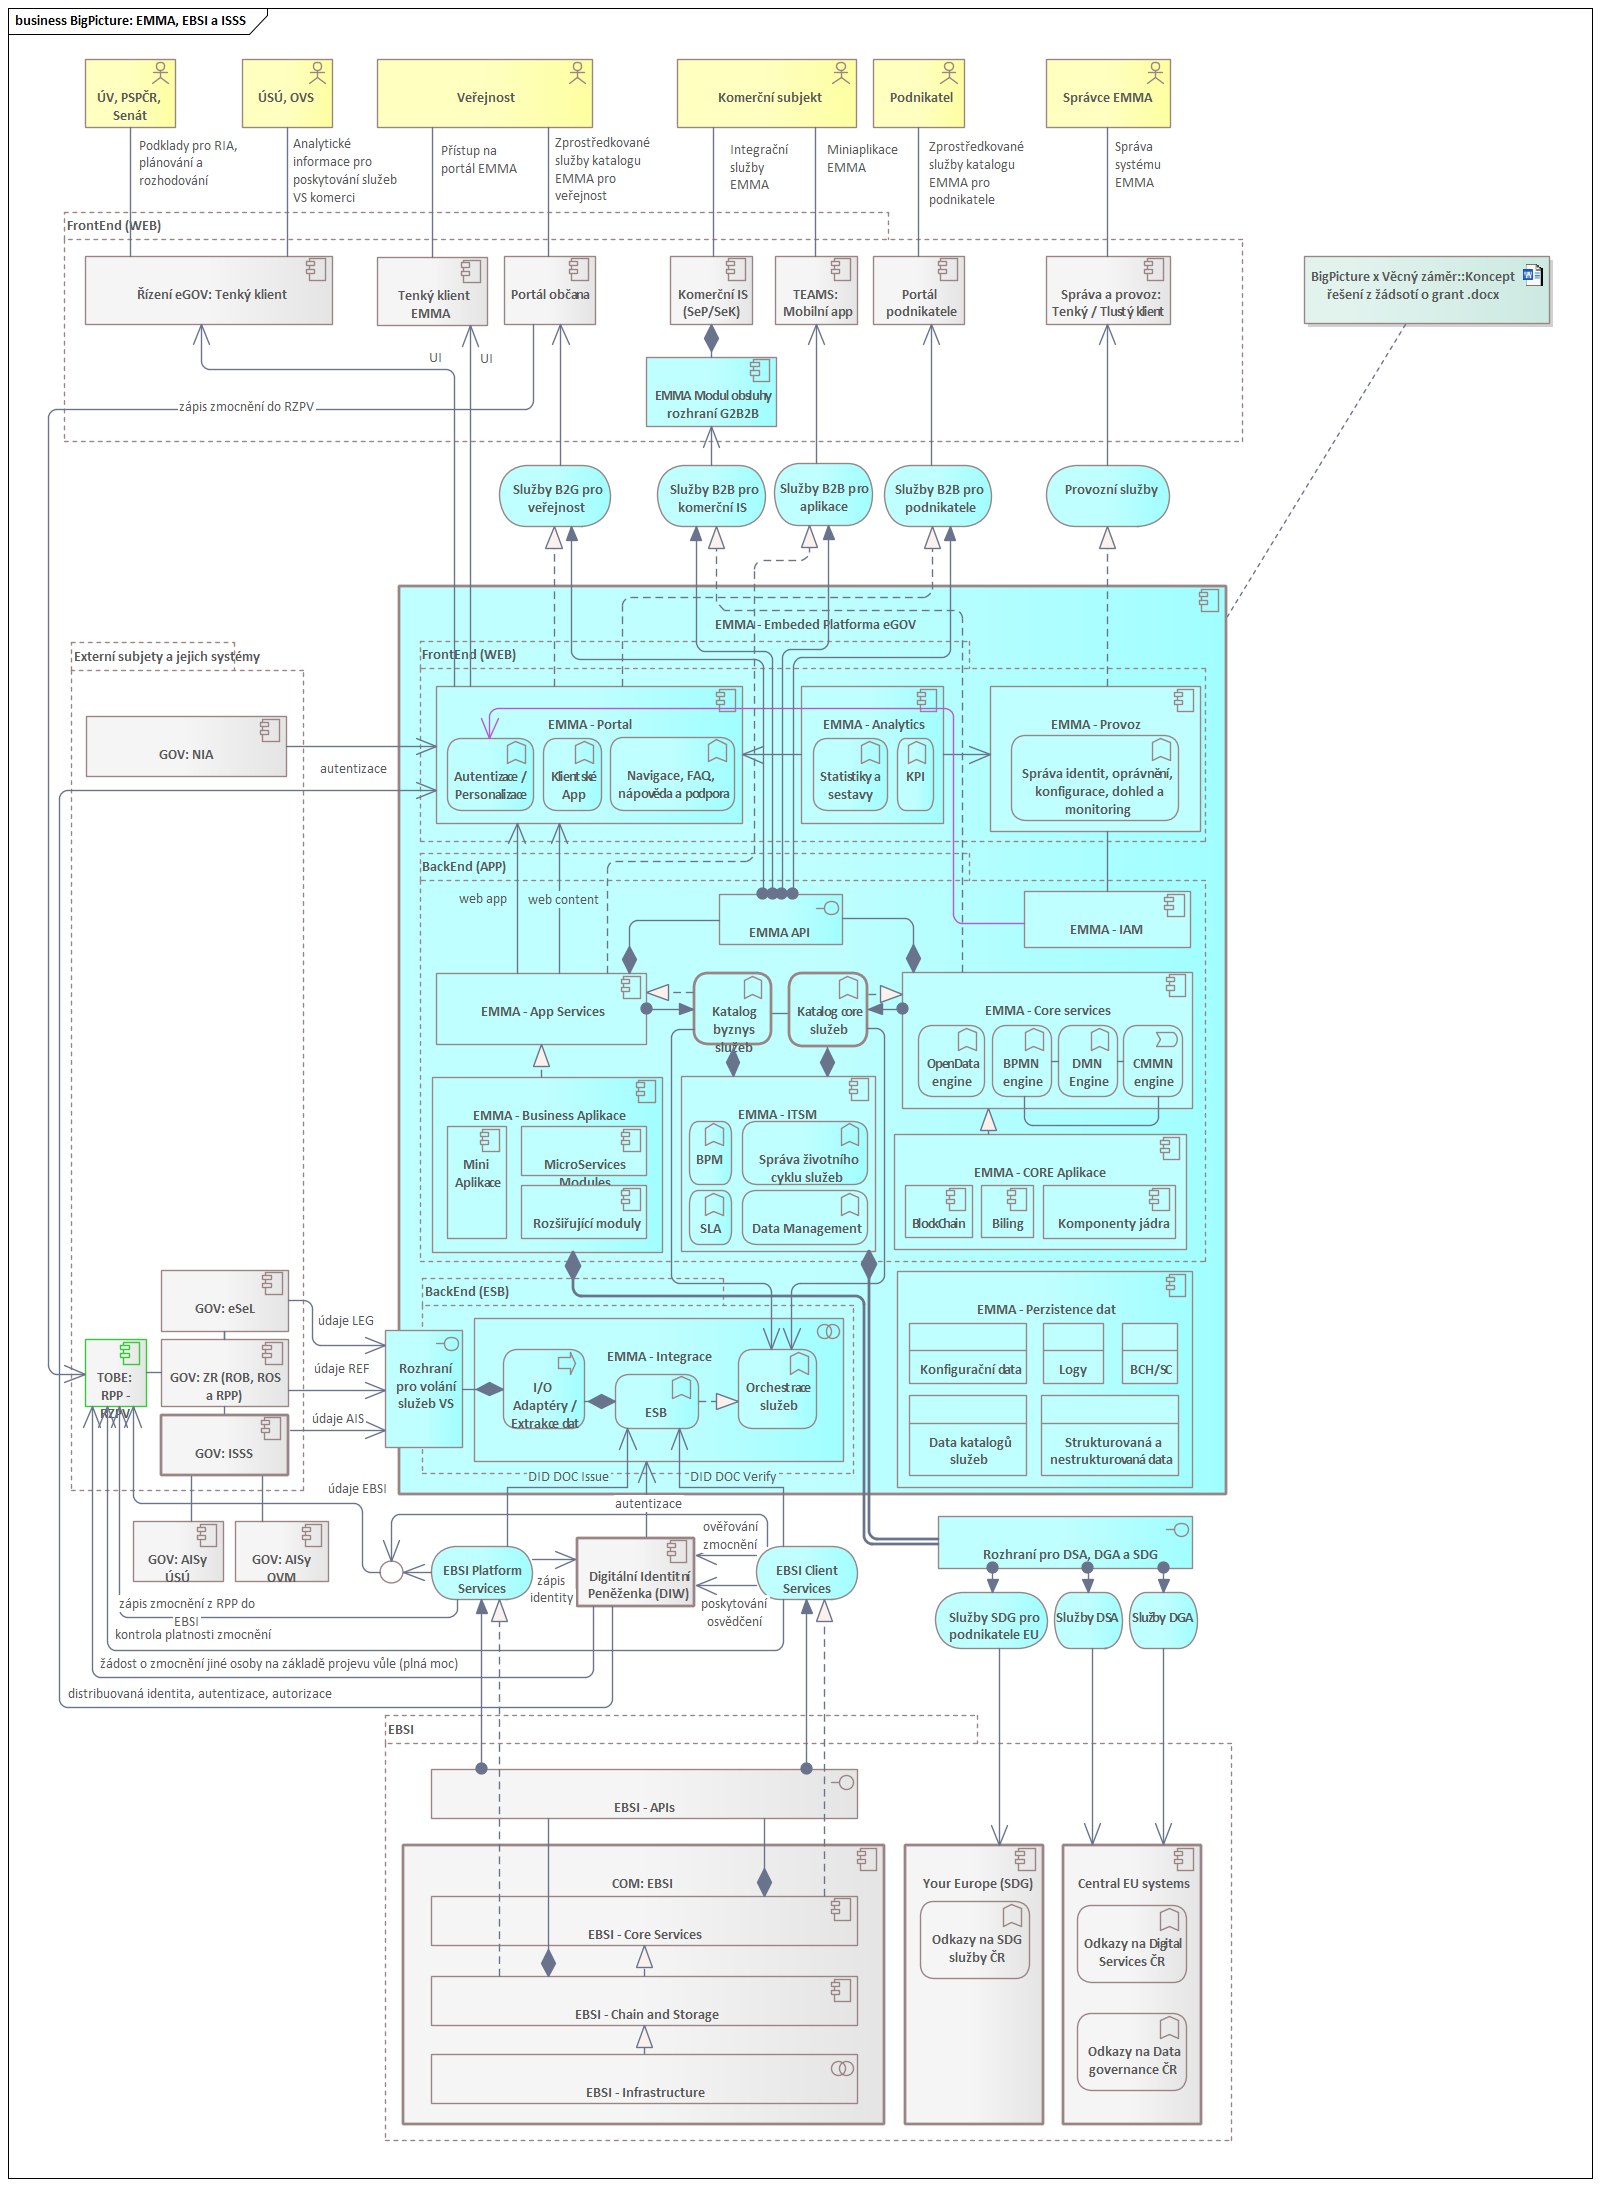 business BigPicture: EMMA, EBSI a ISSS
ÚV, PSPČR,
Senát
ÚSÚ, OVS
Veřejnost
Komerční subjekt
Podnikatel
Správce EMMA
Podklady pro RIA,
plánování a
rozhodování
Analytické
informace pro
poskytování služeb
VS komerci
Přístup na
portál EMMA
Zprostředkované
služby katalogu
EMMA pro
veřejnost
Integrační
služby
EMMA
Miniaplikace
EMMA
Zprostředkované
služby katalogu
EMMA pro
podnikatele
Správa
systému
EMMA
FrontEnd (WEB)
Řízení eGOV: Tenký klient
Tenký klient
EMMA
Portál občana
Komerční IS
(SeP/SeK)
TEAMS:
Mobilní app
Portál
podnikatele
Správa a provoz:
Tenký / Tlustý klient
BigPicture x Věcný záměr::Koncept
řešení z žádsotí o grant .docx
UI
UI
EMMA Modul obsluhy
rozhraní G2B2B
zápis zmocnění do RZPV
Služby B2G pro
veřejnost
Služby B2B pro
komerční IS
Služby B2B pro
aplikace
Služby B2B pro
podnikatele
Provozní služby
EMMA - Embeded Platforma eGOV
Externí subjety a jejich systémy
FrontEnd (WEB)
GOV: NIA
autentizace
EMMA - Portal
Autentizace /
Personalizace
Klientské
App
Navigace, FAQ,
nápověda a podpora
EMMA - Analytics
Statistiky a
sestavy
KPI
EMMA - Provoz
Správa identit, oprávnění,
konfigurace, dohled a
monitoring
BackEnd (APP)
web app
web content
EMMA API
EMMA - IAM
EMMA - App Services
Katalog
byznys
služeb
Katalog core
služeb
EMMA - Core services
OpenData
engine
BPMN
engine
DMN
Engine
CMMN
engine
EMMA - Business Aplikace
Mini
Aplikace
MicroServices
Modules
Rozšiřující moduly
EMMA - ITSM
BPM
Správa životního
cyklu služeb
SLA
Data Management
EMMA - CORE Aplikace
BlockChain
Biling
Komponenty jádra
BackEnd (ESB)
GOV: eSeL
údaje LEG
TOBE:
RPP -
RZPV
GOV: ZR (ROB, ROS
a RPP)
údaje REF
GOV: ISSS
údaje AIS
Rozhraní
pro volání
služeb VS
EMMA - Integrace
I/O
Adaptéry /
Extrakce dat
ESB
Orchestrace
služeb
EMMA - Perzistence dat
Konfigurační data
Logy
BCH/SC
Data katalogů
služeb
Strukturovaná a
nestrukturovaná data
DID DOC Issue
DID DOC Verify
údaje EBSI
autentizace
GOV: AISy
ÚSÚ
GOV: AISy
OVM
EBSI Platform
Services
zápis
identity
Digitální Identitní
Peněženka (DIW)
ověřování
zmocnění
poskytování
osvědčení
EBSI Client
Services
Rozhraní pro DSA, DGA a SDG
zápis zmocnění z RPP do
EBSI
kontrola platnosti zmocnění
žádost o zmocnění jiné osoby na základě projevu vůle (plná moc)
distribuovaná identita, autentizace, autorizace
Služby SDG pro
podnikatele EU
Služby DSA
Služby DGA
EBSI
EBSI - APIs
COM: EBSI
EBSI - Core Services
EBSI - Chain and Storage
EBSI - Infrastructure
Your Europe (SDG)
Odkazy na SDG
služby ČR
Central EU systems
Odkazy na Digital
Services ČR
Odkazy na Data
governance ČR